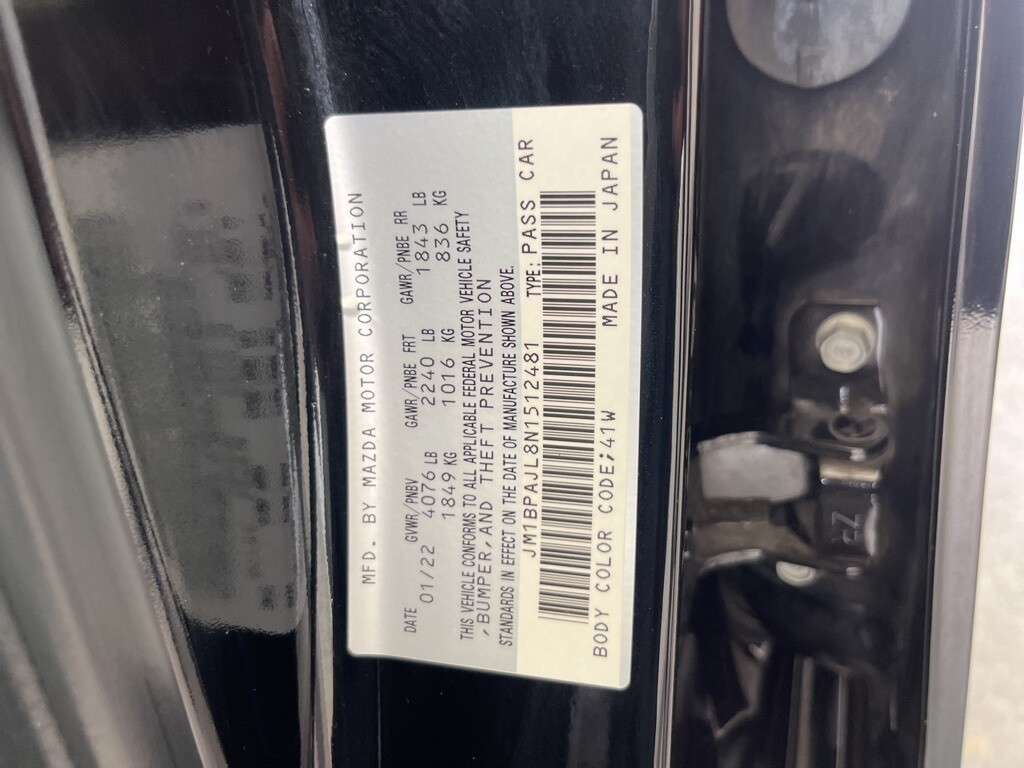 MFD. BY MAZDA MOTOR CORPORATION
DATE GVWR/PNBV GAWR/PNBE FRT GAWR/PNBE RR
01/22 4076 LB 2240 LB 1843 LB
1849 KG 1016 KG 836 KG
THIS VEHICLE CONFORMS TO ALL APPLICABLE FEDERAL MOTOR VEHICLE SAFETY
,BUMPER,AND THEFT PREVENTION
STANDARDS IN EFFECT ON THE DATE OF MANUFACTURE SHOWN ABOVE.
JM1BPAJL8N1512481 TYPE: PASS CAR
BODY COLOR CODE;41W MADE IN JAPAN